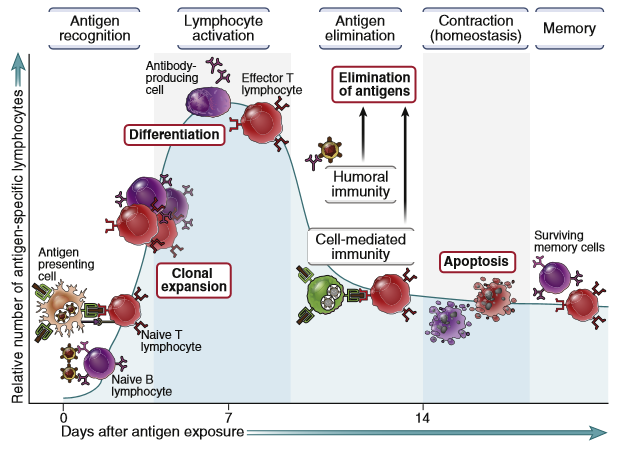 Antigen
recognition
Lymphocyte
activation
Antigen
elimination
Contraction
(homeostasis)
Memory
Relative number of antigen-specific lymphocytes
Antibody-
producing
cell
Effector T
lymphocyte
Differentiation
Elimination
of antigens
Humoral
immunity
Cell-mediated
immunity
Clonal
expansion
Apoptosis
Surviving
memory cells
Antigen
presenting
cell
Naive T
lymphocyte
Naive B
lymphocyte
0
7
14
Days after antigen exposure